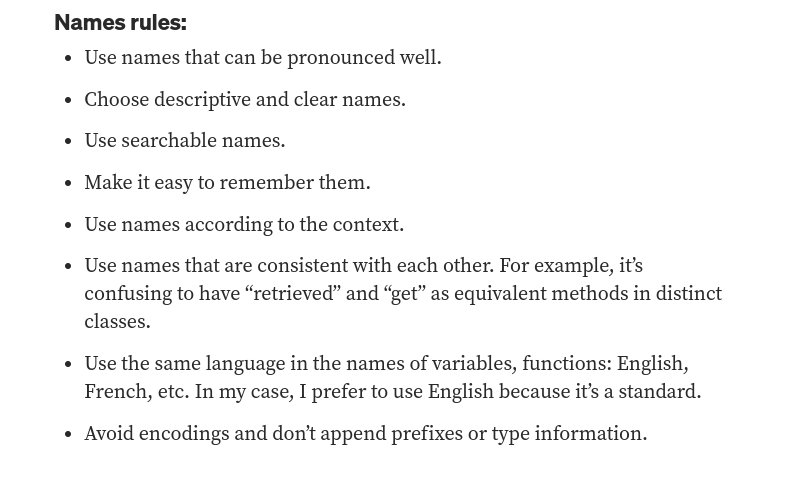 Names rules:
• Use names that can be pronounced well.
• Choose descriptive and clear names.
• Use searchable names.
• Make it easy to remember them.
• Use names according to the context.
• Use names that are consistent with each other. For example, it’s
confusing to have “retrieved” and “get” as equivalent methods in distinct
classes.
• Use the same language in the names of variables, functions: English,
French, etc. In my case, I prefer to use English because it’s a standard.
• Avoid encodings and don’t append prefixes or type information.